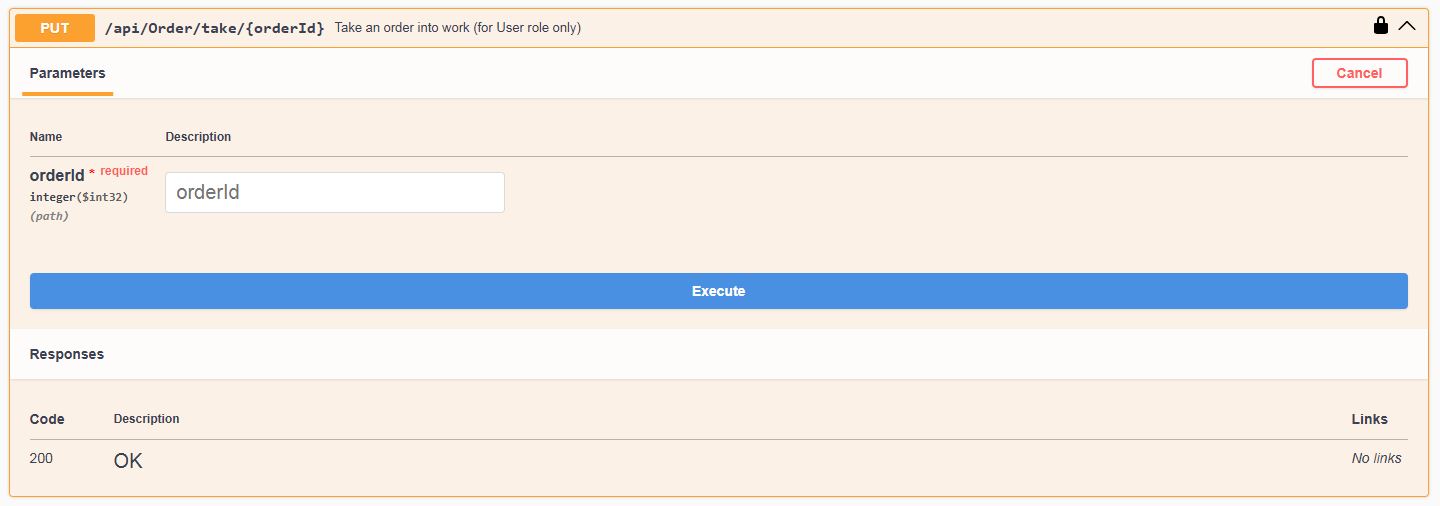 PUT /api/Order/take/{orderId} Take an order into work (for User role only)
Parameters Cancel
Name Description
orderId * required
integer($int32)
(path)
orderId
Execute
Responses
Code Description Links
200 OK No links